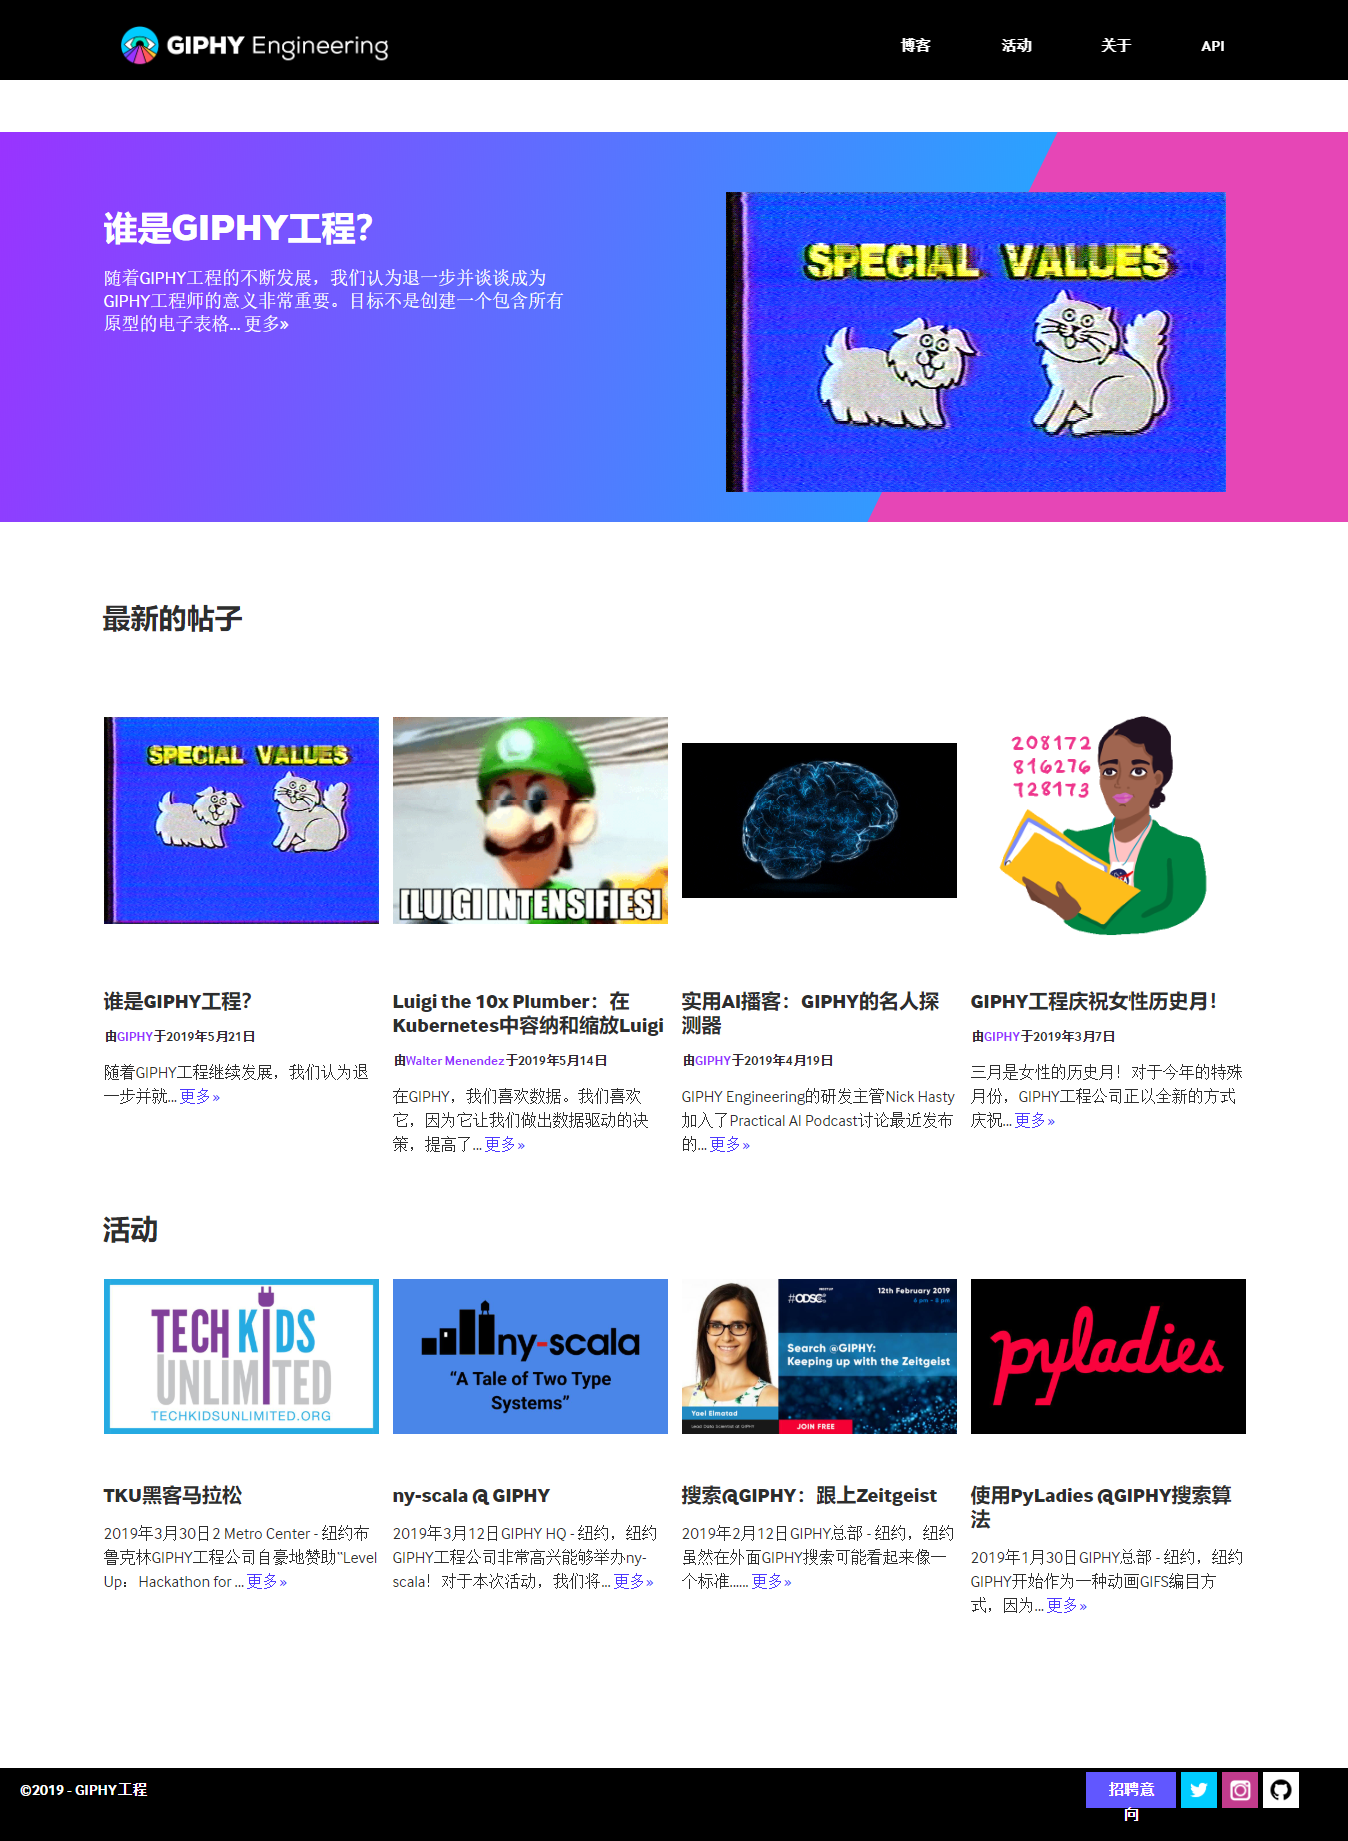 GIPHY Engineering
博客
活动
关于
API
谁是GIPHY工程？
随着GIPHY工程的不断发展，我们认为退一步并谈谈成为
GIPHY工程师的意义非常重要。目标不是创建一个包含所有
原型的电子表格... 更多»
SPECIAL VALUES
最新的帖子
SPECIAL VALUES
[LUIGI INTENSIFIES]
208172
816276
728173
谁是GIPHY工程？
由GIPHY于2019年5月21日
随着GIPHY工程继续发展，我们认为退
一步并就... 更多»
Luigi the 10x Plumber：在
Kubernetes中容纳和缩放Luigi
由Walter Menendez于2019年5月14日
在GIPHY，我们喜欢数据。我们喜欢
它，因为它让我们做出数据驱动的决
策，提高了... 更多»
实用AI播客：GIPHY的名人探
测器
由GIPHY于2019年4月19日
GIPHY Engineering的研发主管Nick Hasty
加入了Practical AI Podcast讨论最近发布
的... 更多»
GIPHY工程庆祝女性历史月！
由GIPHY于2019年3月7日
三月是女性的历史月！对于今年的特殊
月份，GIPHY工程公司正以全新的方式
庆祝... 更多»
活动
TECH KIDS
UNLIMITED
TECHKIDSUNLIMITED.ORG
ny-scala
“A Tale of Two Type
Systems”
#ODSC
12th February 2019
6 pm - 8 pm
Search @GIPHY:
Keeping up with the Zeitgeist
Yael Elmatad
Lead Data Scientist at GIPHY
JOIN FREE
pyladies
TKU黑客马拉松
2019年3月30日2 Metro Center - 纽约布
鲁克林GIPHY工程公司自豪地赞助“Level
Up：Hackathon for ... 更多»
ny-scala @ GIPHY
2019年3月12日GIPHY HQ - 纽约，纽约
GIPHY工程公司非常高兴能够举办ny-
scala！对于本次活动，我们将... 更多»
搜索@GIPHY：跟上Zeitgeist
2019年2月12日GIPHY总部 - 纽约，纽约
虽然在外面GIPHY搜索可能看起来像一
个标准...... 更多»
使用PyLadies @GIPHY搜索算
法
2019年1月30日GIPHY总部 - 纽约，纽约
GIPHY开始作为一种动画GIFS编目方
式，因为... 更多»
©2019 - GIPHY工程
招聘意
向